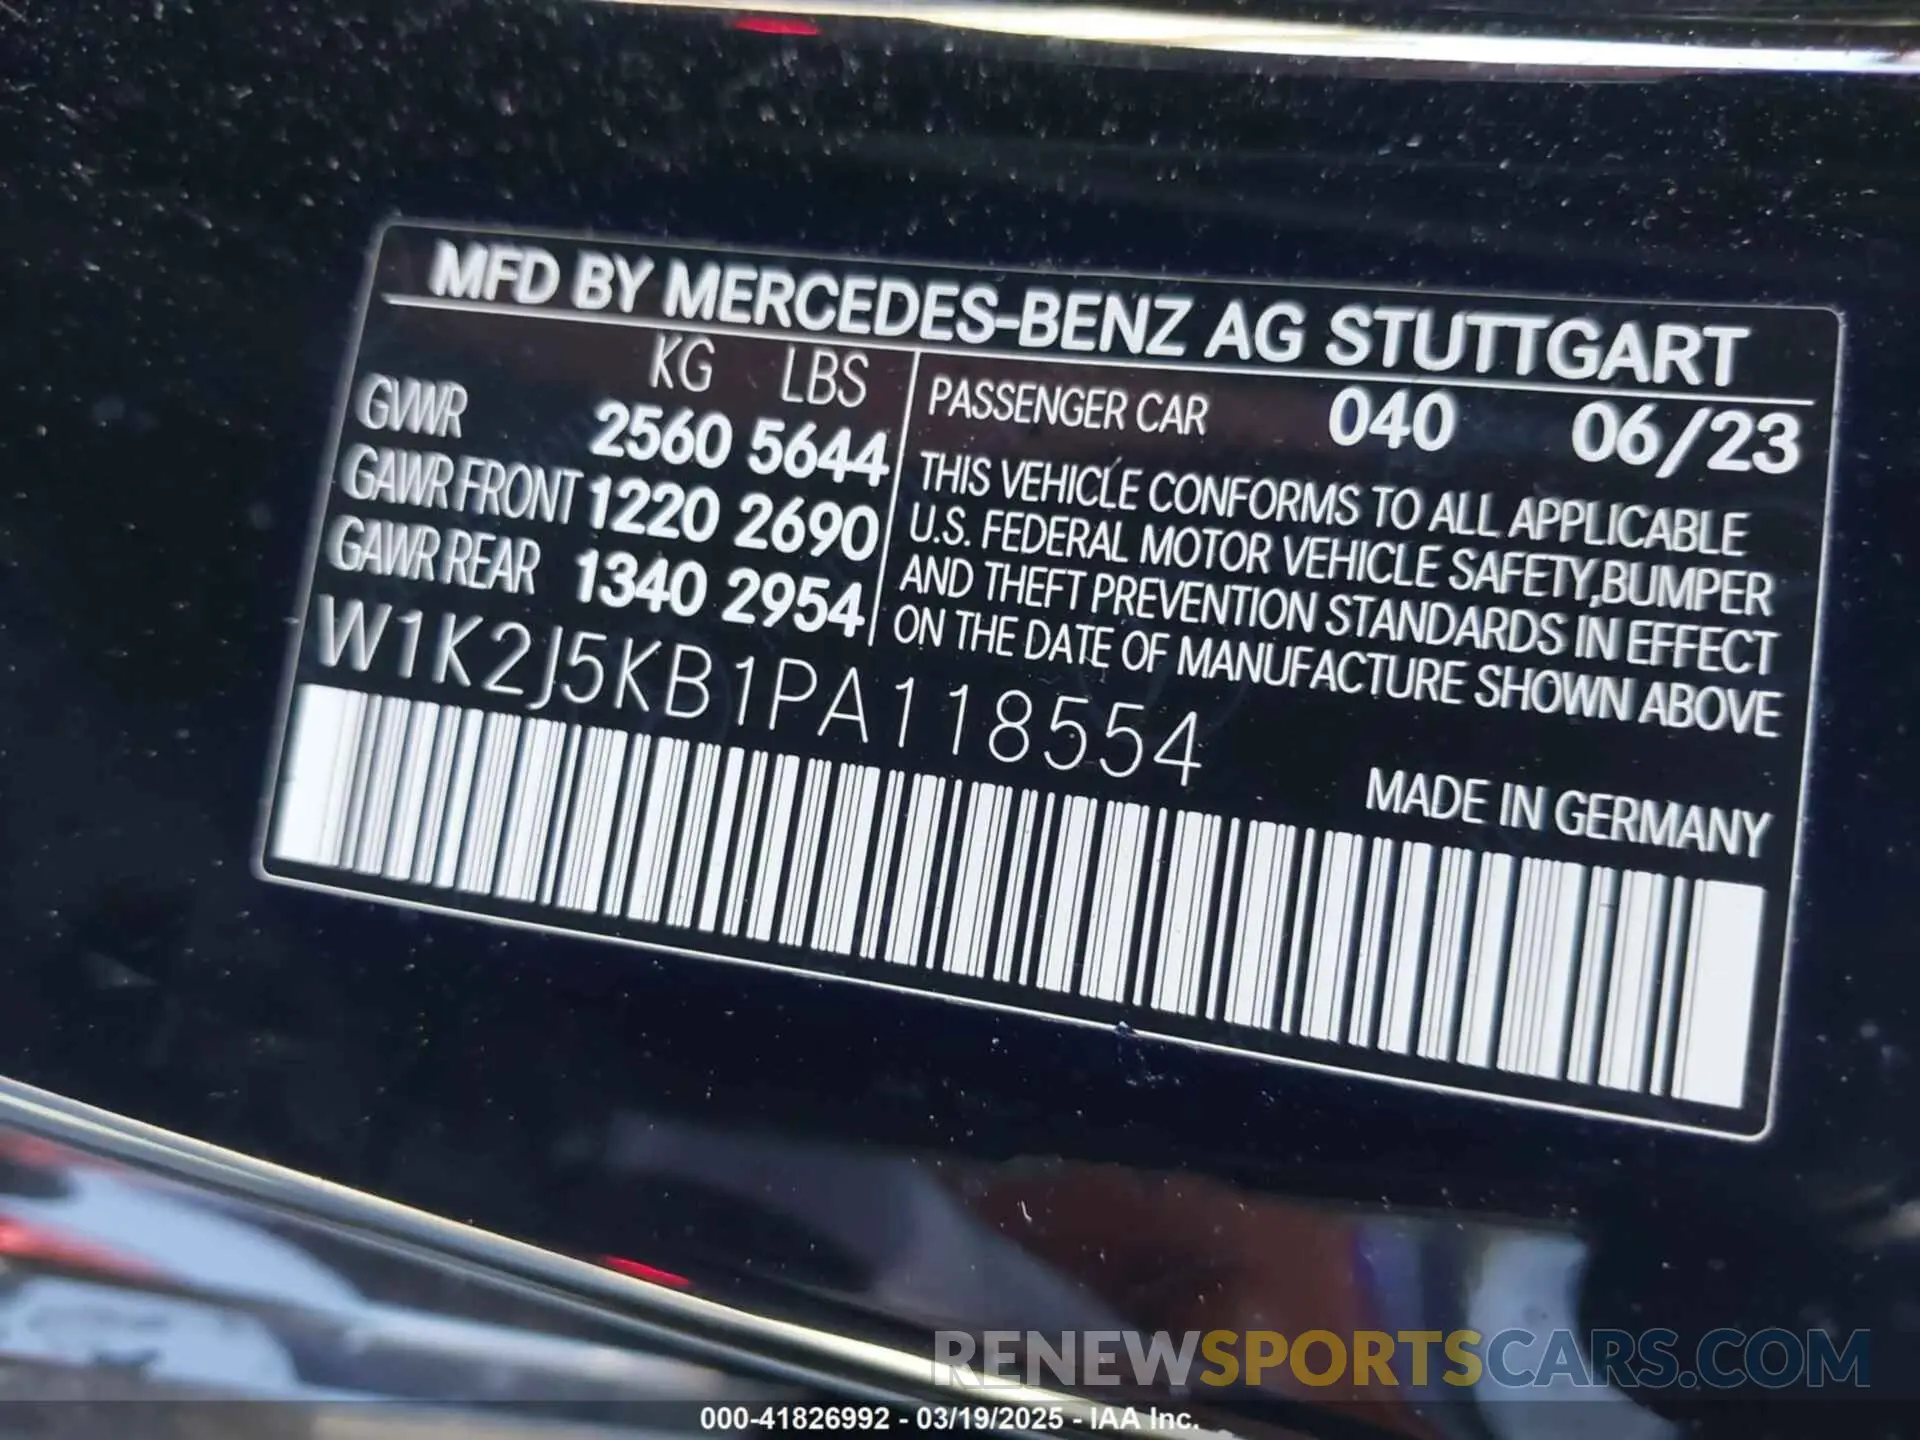 MFD BY MERCEDES-BENZ AG STUTTGART
KG LBS
GVWR 2560 5644
GAWR FRONT 1220 2690
GAWR REAR 1340 2954
PASSENGER CAR 040 06/23
THIS VEHICLE CONFORMS TO ALL APPLICABLE
U.S. FEDERAL MOTOR VEHICLE SAFETY,BUMPER
AND THEFT PREVENTION STANDARDS IN EFFECT
ON THE DATE OF MANUFACTURE SHOWN ABOVE
W1K2J5KB1PA118554
MADE IN GERMANY
RENEWSPORTSCARS.COM
000-41826992 - 03/19/2025 - IAA Inc.